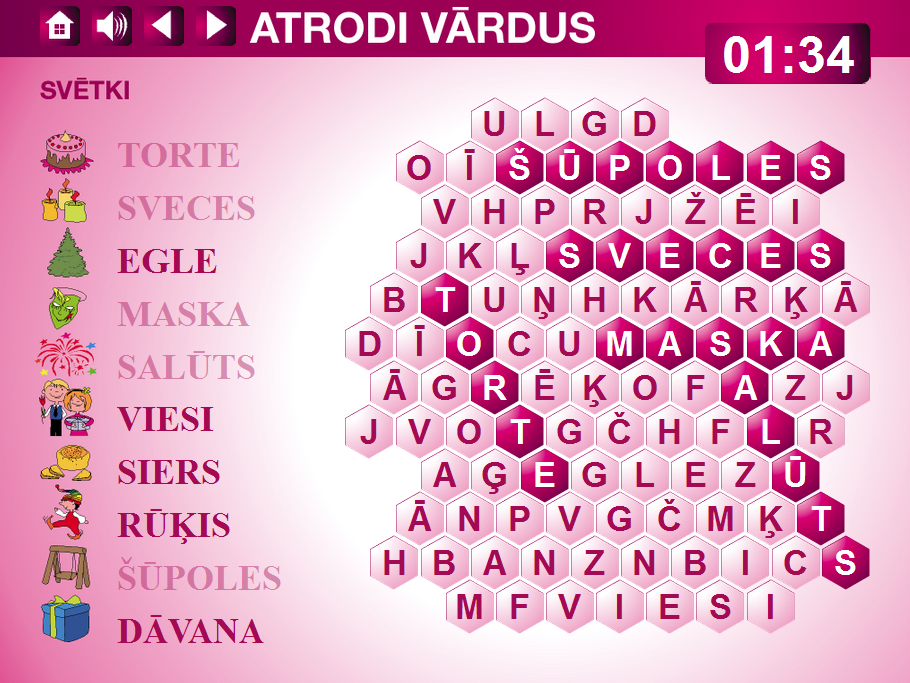 ATRODI VĀRDUS
01:34
SVĒTKI
TORTE
SVECES
EGLE
MASKA
SALŪTS
VIESI
SIERS
RŪĶIS
ŠŪPOLES
DĀVANA
U L G D
O Ī Š Ū P O L E S
V H P R J Ž Ē I
J K Ļ S V E C E S
B T U Ņ H K Ā R Ķ Ā
D Ī O C U M A S K A
Ā G R Ē Ķ O F A Z J
J V O T G Č H F L R
A Ģ E G L E Z Ū
Ā N P V G Č M Ķ T
H B A N Z N B I C S
M F V I E S I